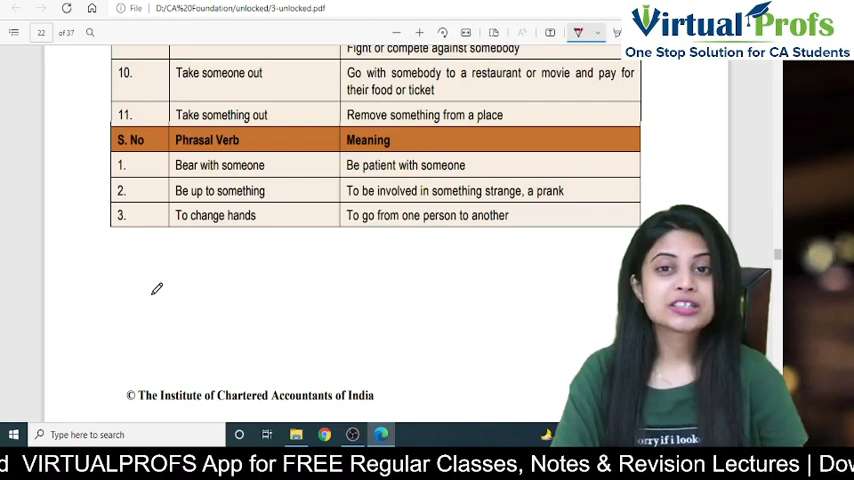 File
D:/CA%20Foundation/unlocked/3-unlocked.pdf
22 of 37
Virtual Profs
One Stop Solution for CA Students
Fight or compete against somebody
10. Take someone out Go with somebody to a restaurant or movie and pay for
their food or ticket
11. Take something out Remove something from a place
S. No Phrasal Verb Meaning
1. Bear with someone Be patient with someone
2. Be up to something To be involved in something strange, a prank
3. To change hands To go from one person to another
© The Institute of Chartered Accountants of India
orry if i look
Type here to search
d VIRTUALPROFS App for FREE Regular Classes, Notes & Revision Lectures | Dov